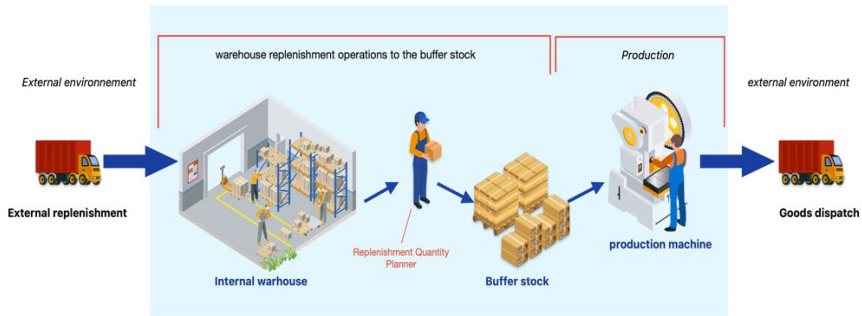 warehouse replenishment operations to the buffer stock
Production
External environnement
external environment
External replenishment
Goods dispatch
production machine
Replenishment Quantity
Planner
Internal warhouse
Buffer stock